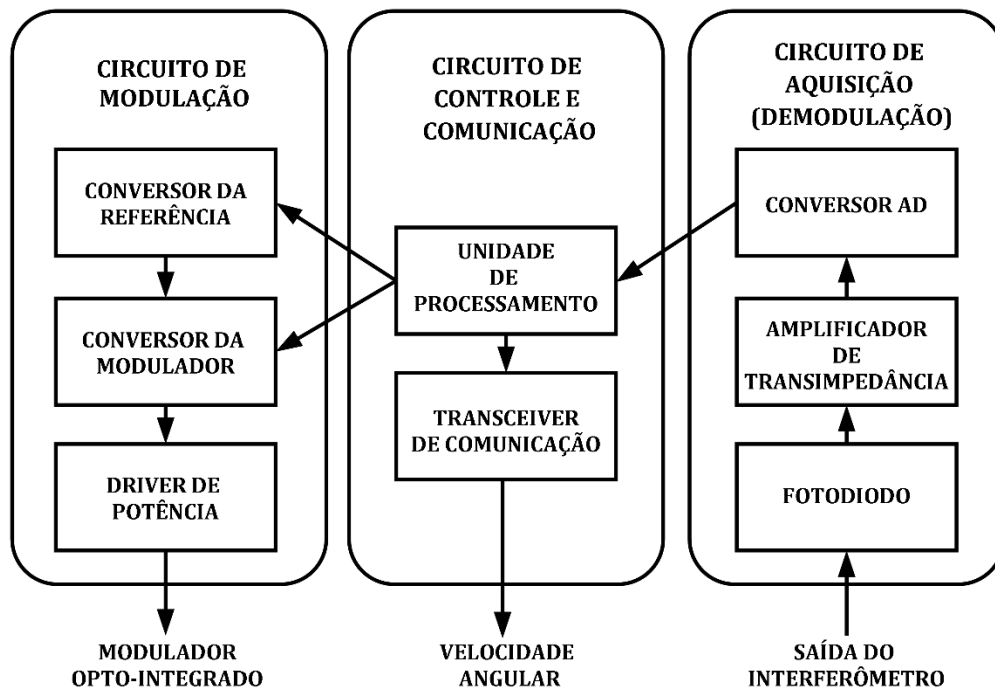 CIRCUITO DE
MODULAÇÃO
CONVERSOR DA
REFERÊNCIA
CONVERSOR DA
MODULADOR
DRIVER DE
POTÊNCIA
MODULADOR
OPTO-INTEGRADO
CIRCUITO DE
CONTROLE E
COMUNICAÇÃO
UNIDADE
DE
PROCESSAMENTO
TRANSCEIVER
DE COMUNICAÇÃO
VELOCIDADE
ANGULAR
CIRCUITO DE
AQUISIÇÃO
(DEMODULAÇÃO)
CONVERSOR AD
AMPLIFICADOR
DE
TRANSIMPEDÂNCIA
FOTODIODO
SAÍDA DO
INTERFERÔMETRO